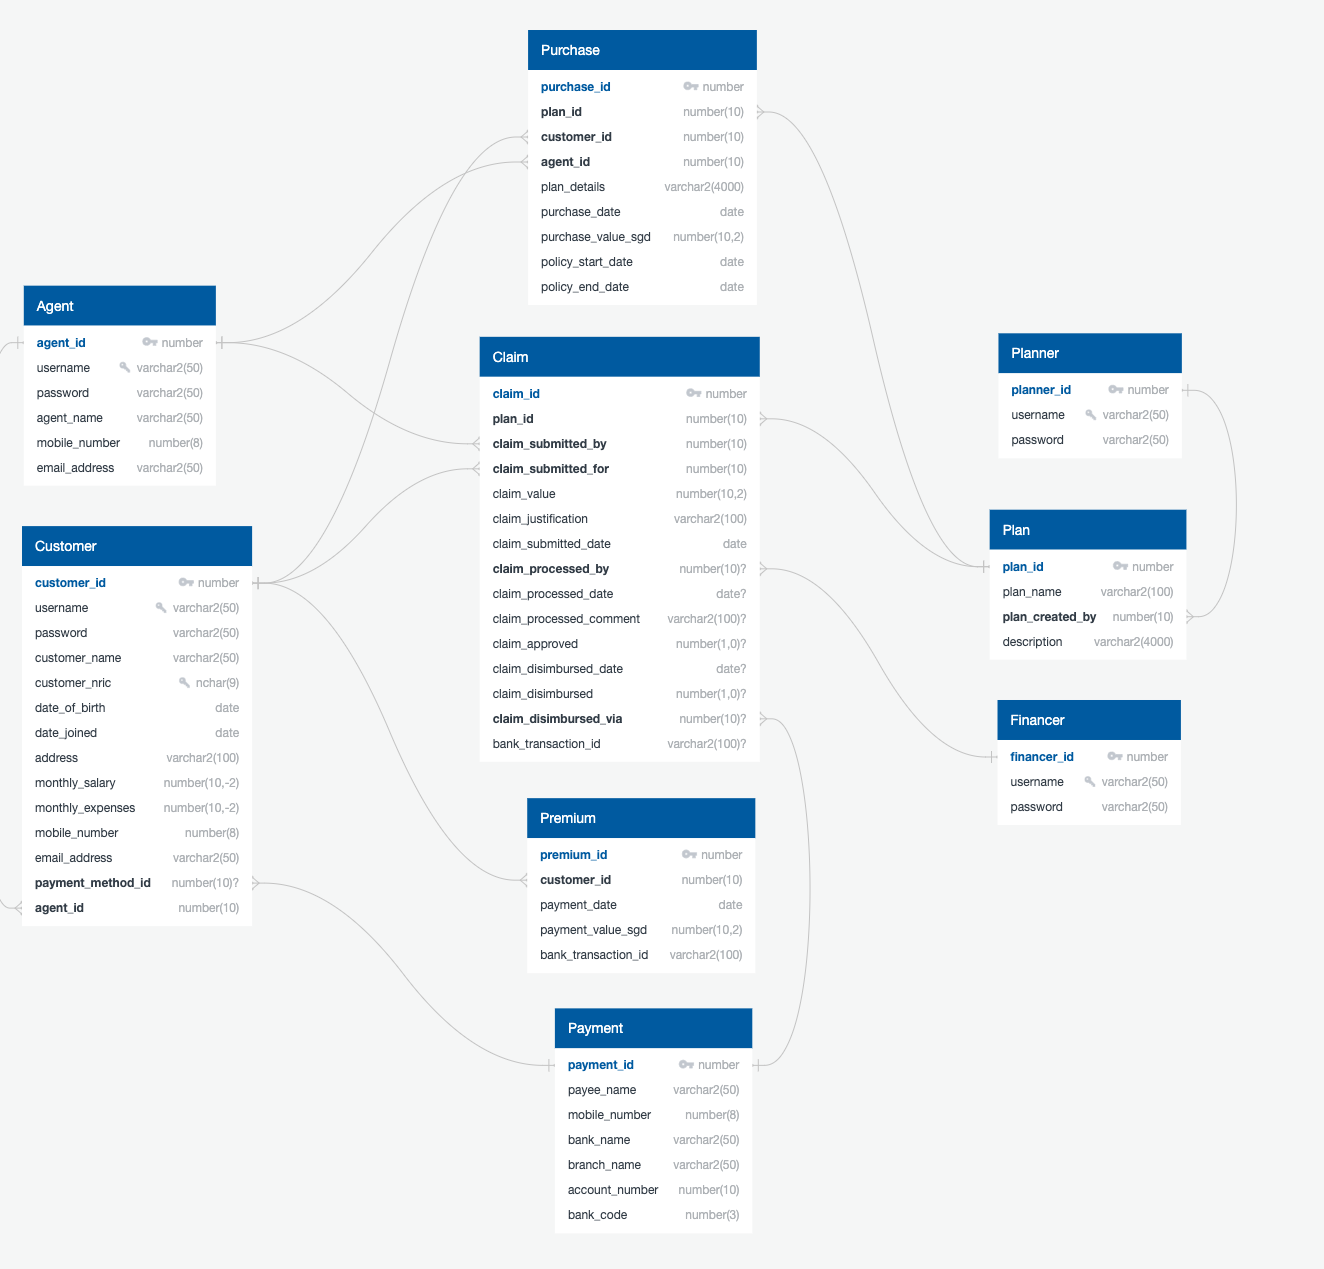 Purchase
purchase_id number
plan_id number(10)
customer_id number(10)
agent_id number(10)
plan_details varchar2(4000)
purchase_date date
purchase_value_sgd number(10,2)
policy_start_date date
policy_end_date date
Agent
agent_id number
username varchar2(50)
password varchar2(50)
agent_name varchar2(50)
mobile_number number(8)
email_address varchar2(50)
Claim
claim_id number
plan_id number(10)
claim_submitted_by number(10)
claim_submitted_for number(10)
claim_value number(10,2)
claim_justification varchar2(100)
claim_submitted_date date
claim_processed_by number(10)?
claim_processed_date date?
claim_processed_comment varchar2(100)?
claim_approved number(1,0)?
claim_disimbursed_date date?
claim_disimbursed number(1,0)?
claim_disimbursed_via number(10)?
bank_transaction_id varchar2(100)?
Planner
planner_id number
username varchar2(50)
password varchar2(50)
Plan
plan_id number
plan_name varchar2(100)
plan_created_by number(10)
description varchar2(4000)
Customer
customer_id number
username varchar2(50)
password varchar2(50)
customer_name varchar2(50)
customer_nric nchar(9)
date_of_birth date
date_joined date
address varchar2(100)
monthly_salary number(10,-2)
monthly_expenses number(10,-2)
mobile_number number(8)
email_address varchar2(50)
payment_method_id number(10)?
agent_id number(10)
Financer
financer_id number
username varchar2(50)
password varchar2(50)
Premium
premium_id number
customer_id number(10)
payment_date date
payment_value_sgd number(10,2)
bank_transaction_id varchar2(100)
Payment
payment_id number
payee_name varchar2(50)
mobile_number number(8)
bank_name varchar2(50)
branch_name varchar2(50)
account_number number(10)
bank_code number(3)